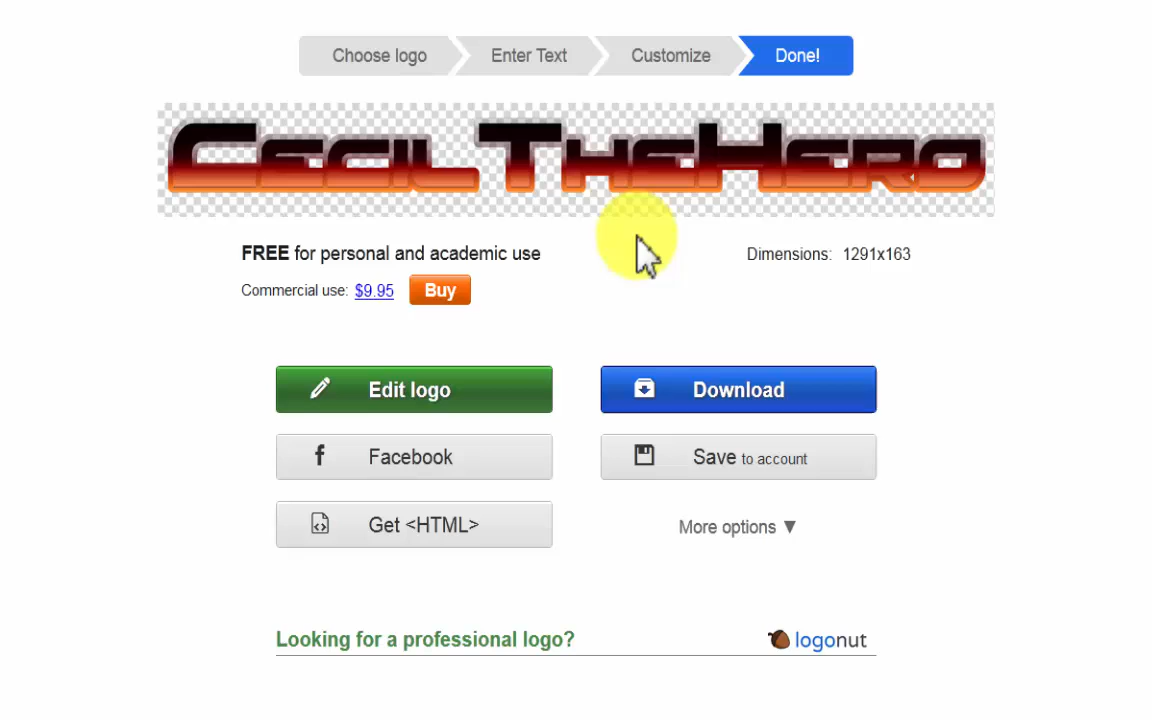 Choose logo Enter Text Customize Done!
Cecil TheHero
FREE for personal and academic use Dimensions: 1291x163
Commercial use: $9.95 Buy
Edit logo Download
Facebook Save to account
Get <HTML> More options ▼
Looking for a professional logo? logonut